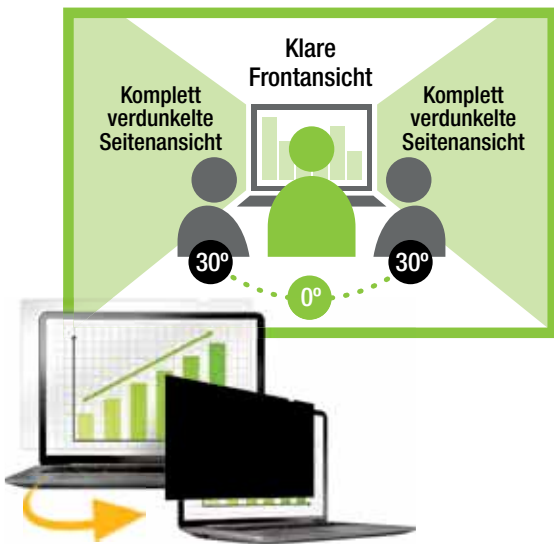 Klare
Frontansicht
Komplett
verdunkelte
Seitenansicht
Komplett
verdunkelte
Seitenansicht
30º
0º
30º